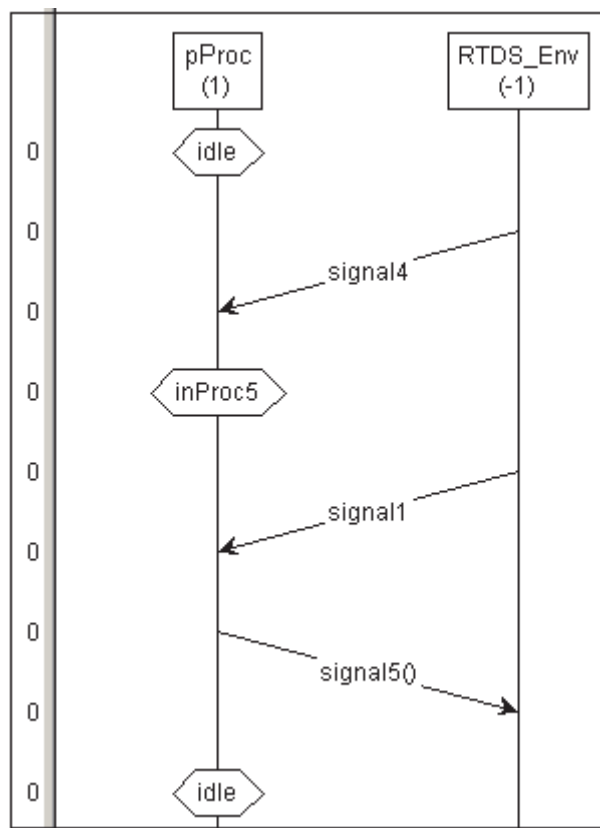 pProc
(1)
RTDS_Env
(-1)
0
idle
0
signal4
0
0
inProc5
0
signal1
0
0
signal5()
0
0
idle